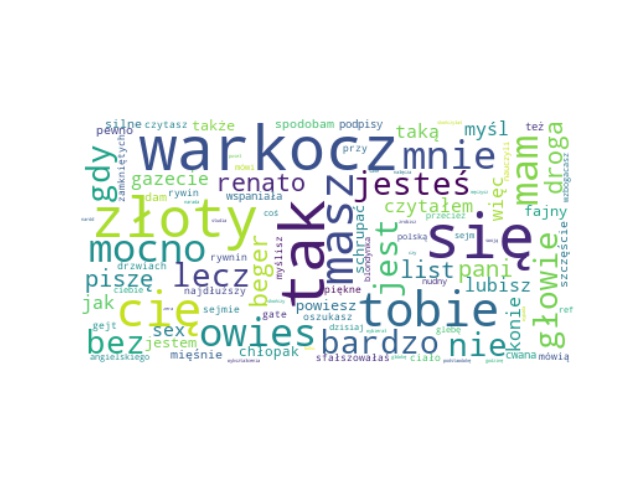 silne czytasz także spodobam podpisy taką myśl też
pewno
zamkniętych
gdy
warkocz
mnie
mam
droga
wzbogacasz
przy
mówi
nauczyli
gazecie
renato
masz
jesteś
więc
dam rywin wspaniała
czytałem
fajny
złoty
tak
coś
schrupać
przecież
się
mocno
rywnin
beger
myślisz
blondynka
jest
polską sejm
głowie
szczęście
piszę
drzwiach
lecz
list pani
nudny
lubisz
konie
ciebie najdłuższy
piękne
jak
cię
sejmie
gate
powiesz
oszukasz
tobie
ref
gejt sex
owies
dzisiaj
glebę
bez jestem
chłopak
bardzo
nie
cwana mówią
angielskiego mięśnie
sfałszowałaś ciało